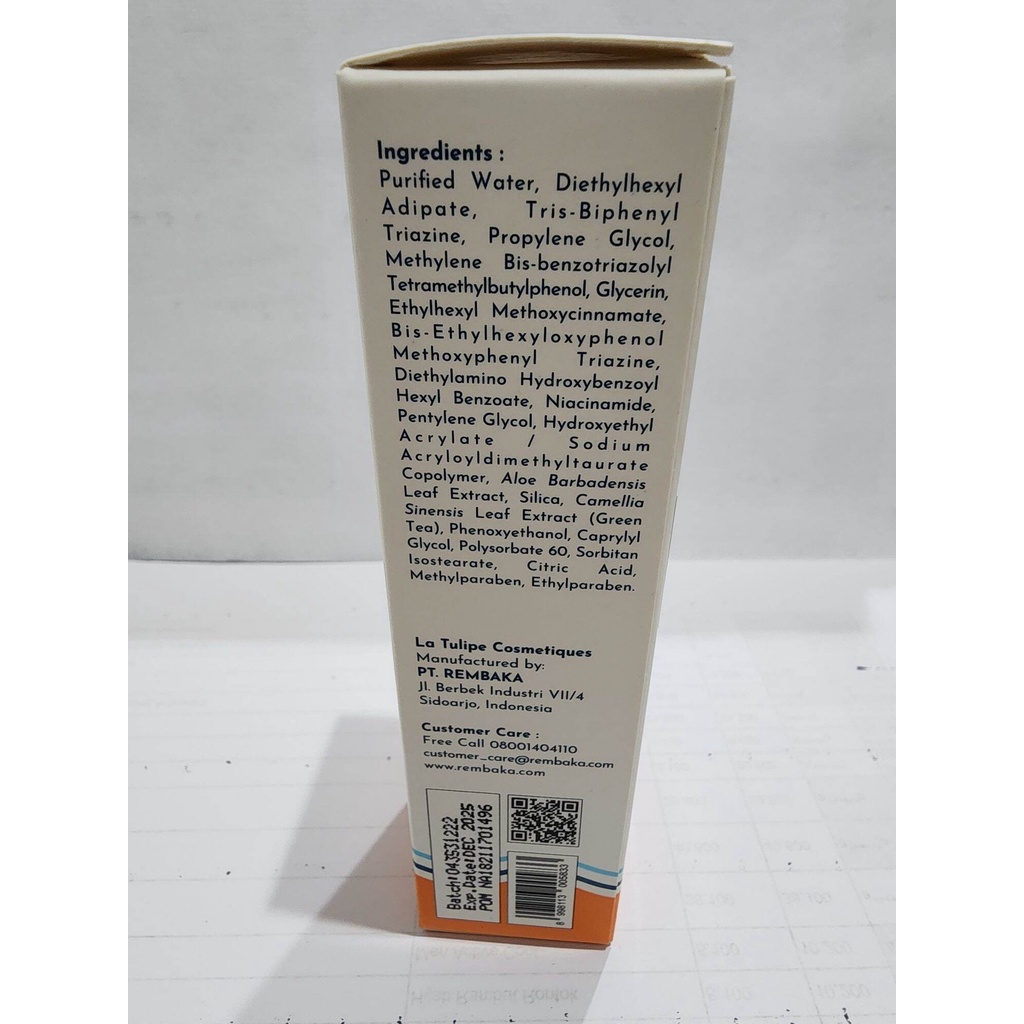 Ingredients :
Purified Water, Diethylhexyl
Adipate, Tris-Biphenyl
Triazine, Propylene Glycol,
Methylene Bis-benzotriazolyl
Tetramethylbutylphenol, Glycerin,
Ethylhexyl Methoxycinnamate,
Bis-Ethylhexyloxyphenol
Methoxyphenyl Triazine,
Diethylamino Hydroxybenzoyl
Hexyl Benzoate, Niacinamide,
Pentylene Glycol, Hydroxyethyl
Acrylate / Sodium
Acryloyldimethyltaurate
Copolymer, Aloe Barbadensis
Leaf Extract, Silica, Camellia
Sinensis Leaf Extract (Green
Tea), Phenoxyethanol, Caprylyl
Glycol, Polysorbate 60, Sorbitan
Isostearate, Citric Acid,
Methylparaben, Ethylparaben.
La Tulipe Cosmetiques
Manufactured by:
PT. REMBAKA
Jl. Berbek Industri VII/4
Sidoarjo, Indonesia
Customer Care :
Free Call 08001404110
customer_care@rembaka.com
www.rembaka.com
Batch:043531222
Exp.Date:DEC 2025
POM NA18211701496
8 998113 005833